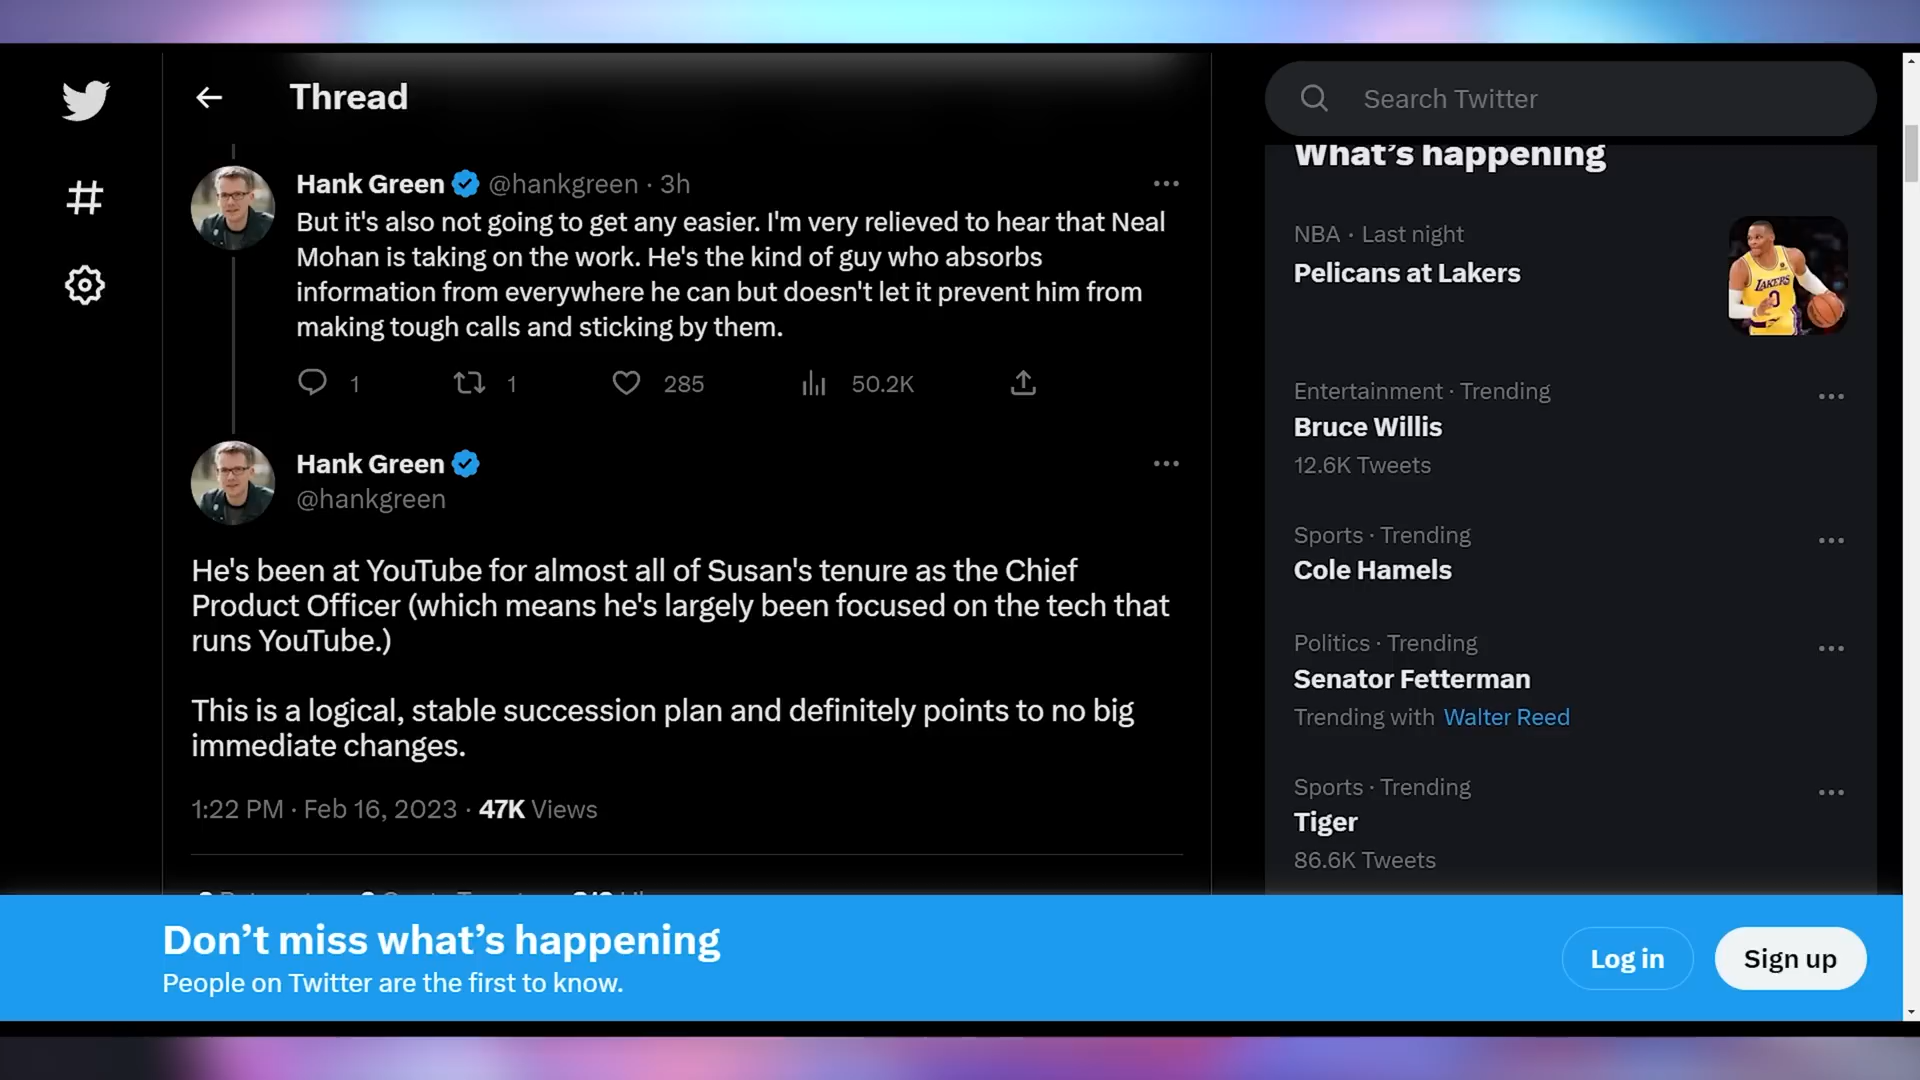 Thread
Search Twitter
Hank Green @hankgreen · 3h
But it's also not going to get any easier. I'm very relieved to hear that Neal
Mohan is taking on the work. He's the kind of guy who absorbs
information from everywhere he can but doesn't let it prevent him from
making tough calls and sticking by them.
1 1 285 50.2K
Hank Green
@hankgreen
He's been at YouTube for almost all of Susan's tenure as the Chief
Product Officer (which means he's largely been focused on the tech that
runs YouTube.)
This is a logical, stable succession plan and definitely points to no big
immediate changes.
1:22 PM · Feb 16, 2023 · 47K Views
What's happening
NBA · Last night
Pelicans at Lakers
LAKERS
0
Entertainment · Trending
Bruce Willis
12.6K Tweets
Sports · Trending
Cole Hamels
Politics · Trending
Senator Fetterman
Trending with Walter Reed
Sports · Trending
Tiger
86.6K Tweets
Don't miss what's happening
People on Twitter are the first to know.
Log in
Sign up